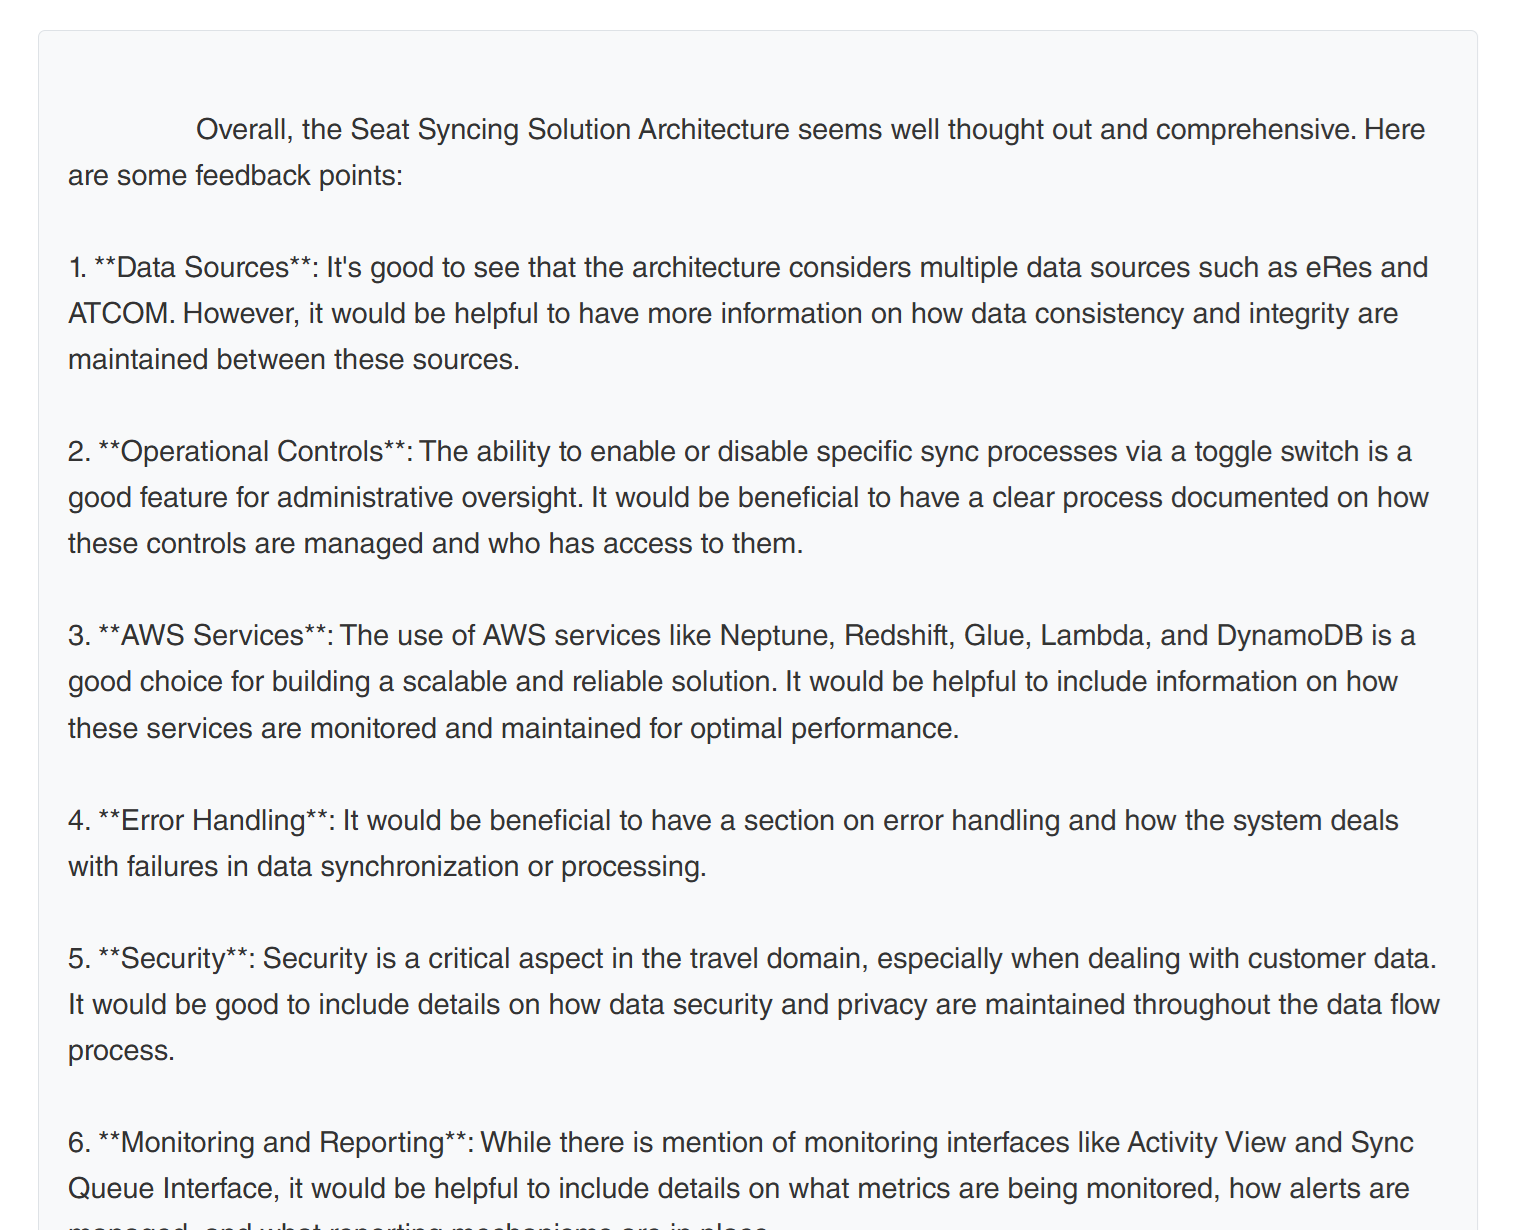 Overall, the Seat Syncing Solution Architecture seems well thought out and comprehensive. Here
are some feedback points:
1. **Data Sources**: It's good to see that the architecture considers multiple data sources such as eRes and
ATCOM. However, it would be helpful to have more information on how data consistency and integrity are
maintained between these sources.
2. **Operational Controls**: The ability to enable or disable specific sync processes via a toggle switch is a
good feature for administrative oversight. It would be beneficial to have a clear process documented on how
these controls are managed and who has access to them.
3. **AWS Services**: The use of AWS services like Neptune, Redshift, Glue, Lambda, and DynamoDB is a
good choice for building a scalable and reliable solution. It would be helpful to include information on how
these services are monitored and maintained for optimal performance.
4. **Error Handling**: It would be beneficial to have a section on error handling and how the system deals
with failures in data synchronization or processing.
5. **Security**: Security is a critical aspect in the travel domain, especially when dealing with customer data.
It would be good to include details on how data security and privacy are maintained throughout the data flow
process.
6. **Monitoring and Reporting**: While there is mention of monitoring interfaces like Activity View and Sync
Queue Interface, it would be helpful to include details on what metrics are being monitored, how alerts are
managed, and what reporting mechanisms are in place.